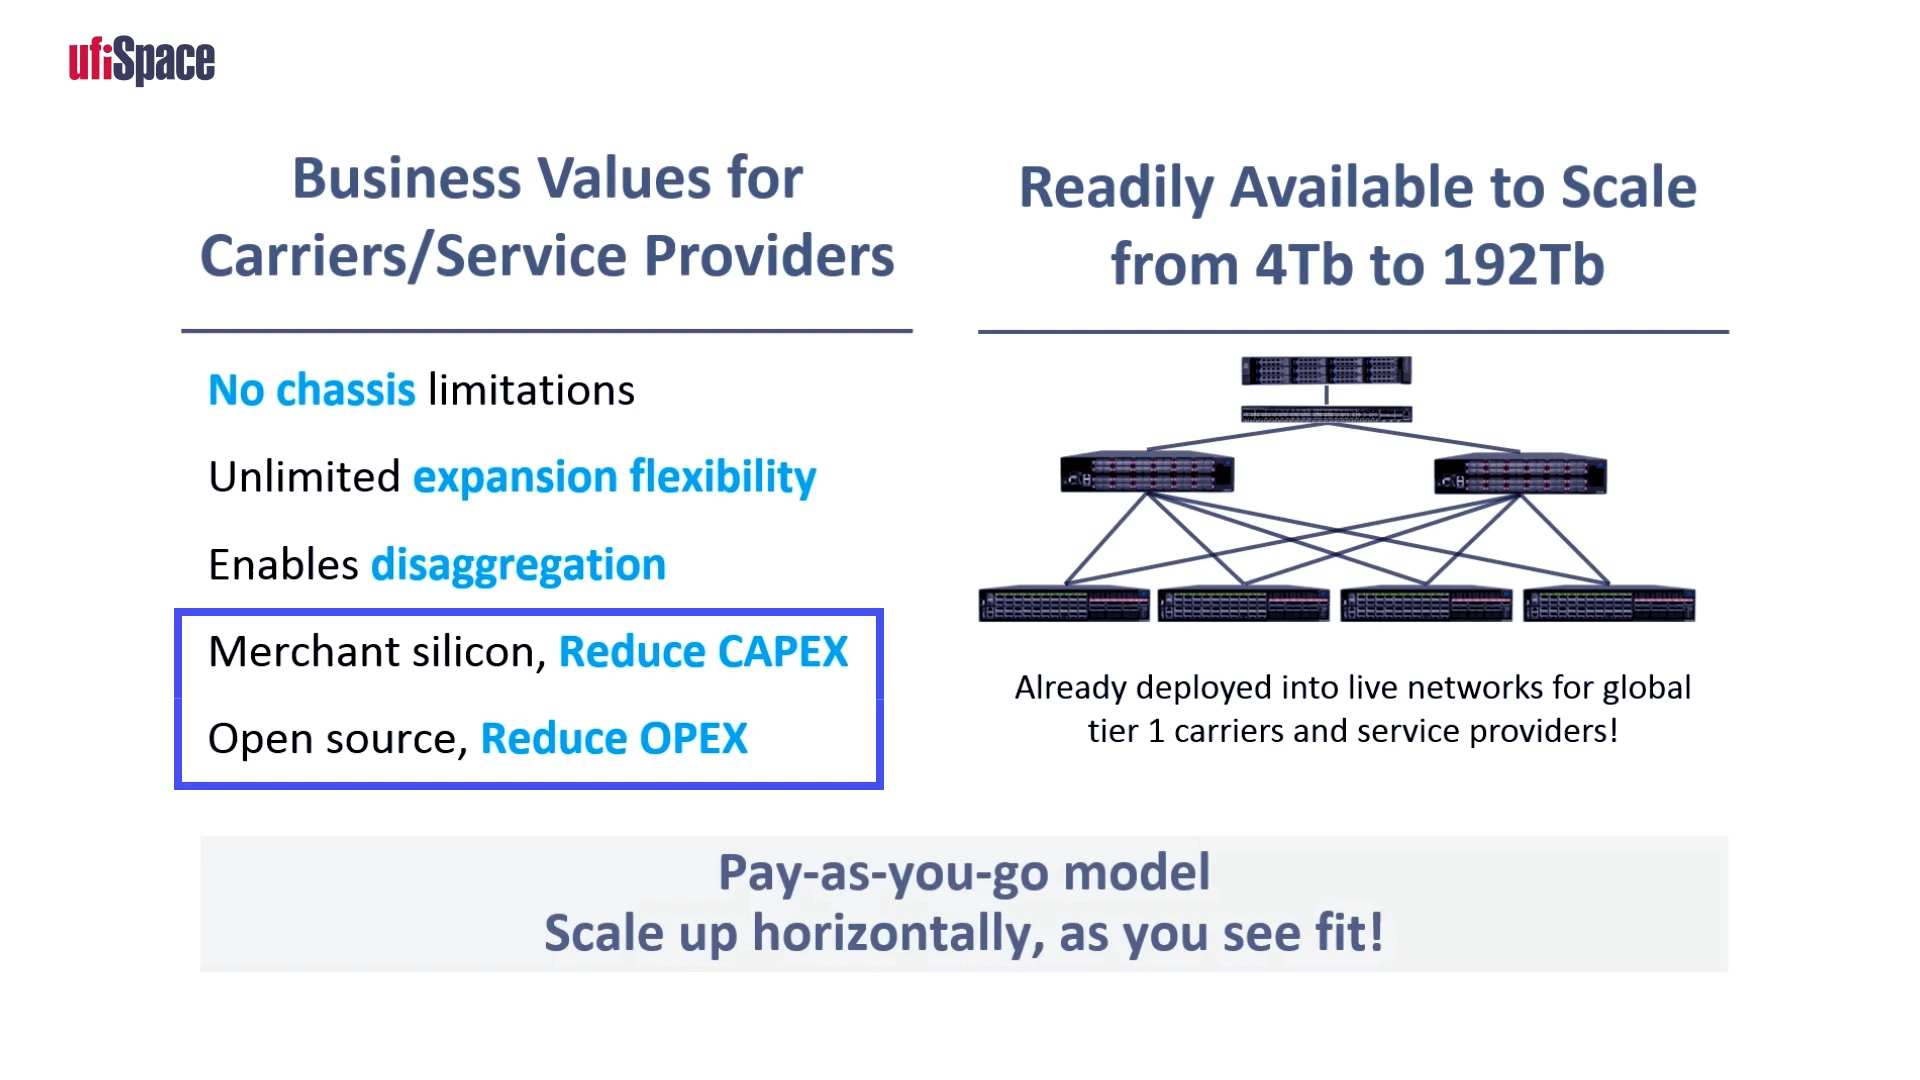 ufiSpace
Business Values for
Carriers/Service Providers
No chassis limitations
Unlimited expansion flexibility
Enables disaggregation
Merchant silicon, Reduce CAPEX
Open source, Reduce OPEX
Readily Available to Scale
from 4Tb to 192Tb
Already deployed into live networks for global
tier 1 carriers and service providers!
Pay-as-you-go model
Scale up horizontally, as you see fit!